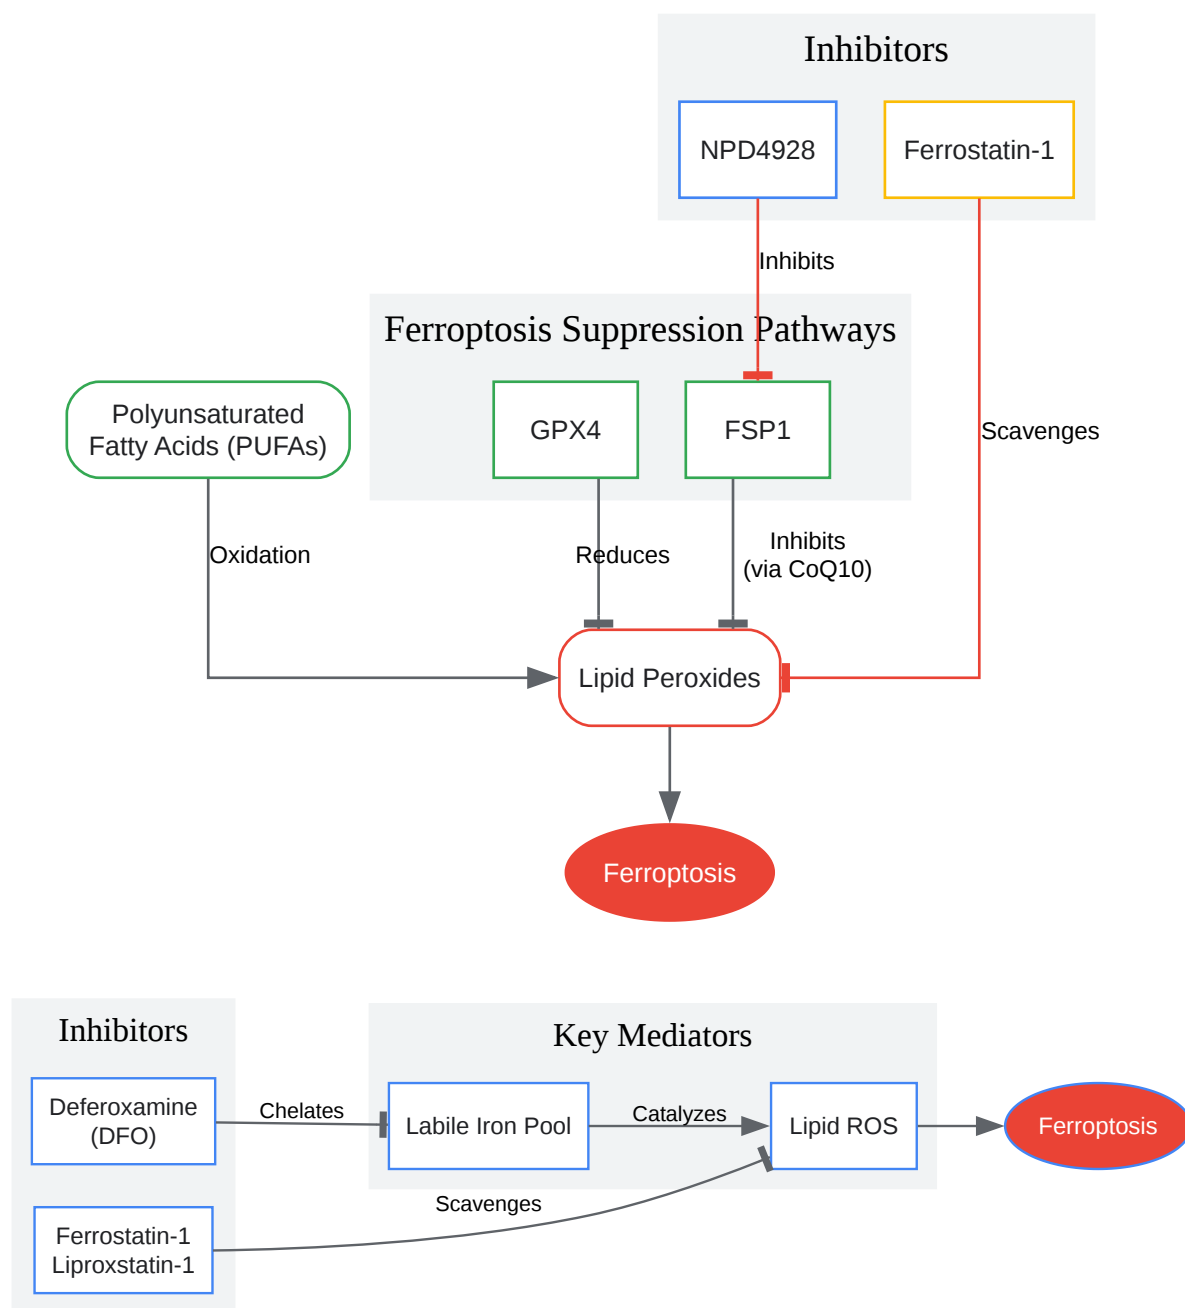 Inhibitors
NPD4928
Ferrostatin-1
Inhibits
Ferroptosis Suppression Pathways
Polyunsaturated
Fatty Acids (PUFAs)
GPX4
FSP1
Scavenges
Oxidation
Reduces
Inhibits
(via CoQ10)
Lipid Peroxides
Ferroptosis
Inhibitors
Key Mediators
Deferoxamine
(DFO)
Chelates
Labile Iron Pool
Catalyzes
Lipid ROS
Ferroptosis
Scavenges
Ferrostatin-1
Liproxstatin-1